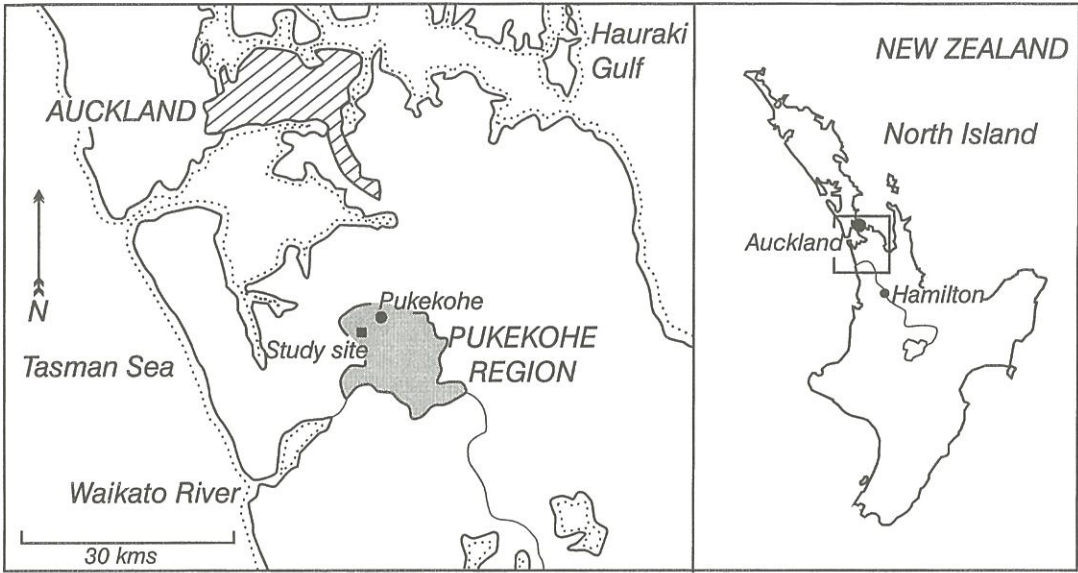 Hauraki
Gulf
AUCKLAND
N
Pukekohe
Study site
PUKEKOHE
REGION
Tasman Sea
Waikato River
30 kms
NEW ZEALAND
North Island
Auckland
Hamilton